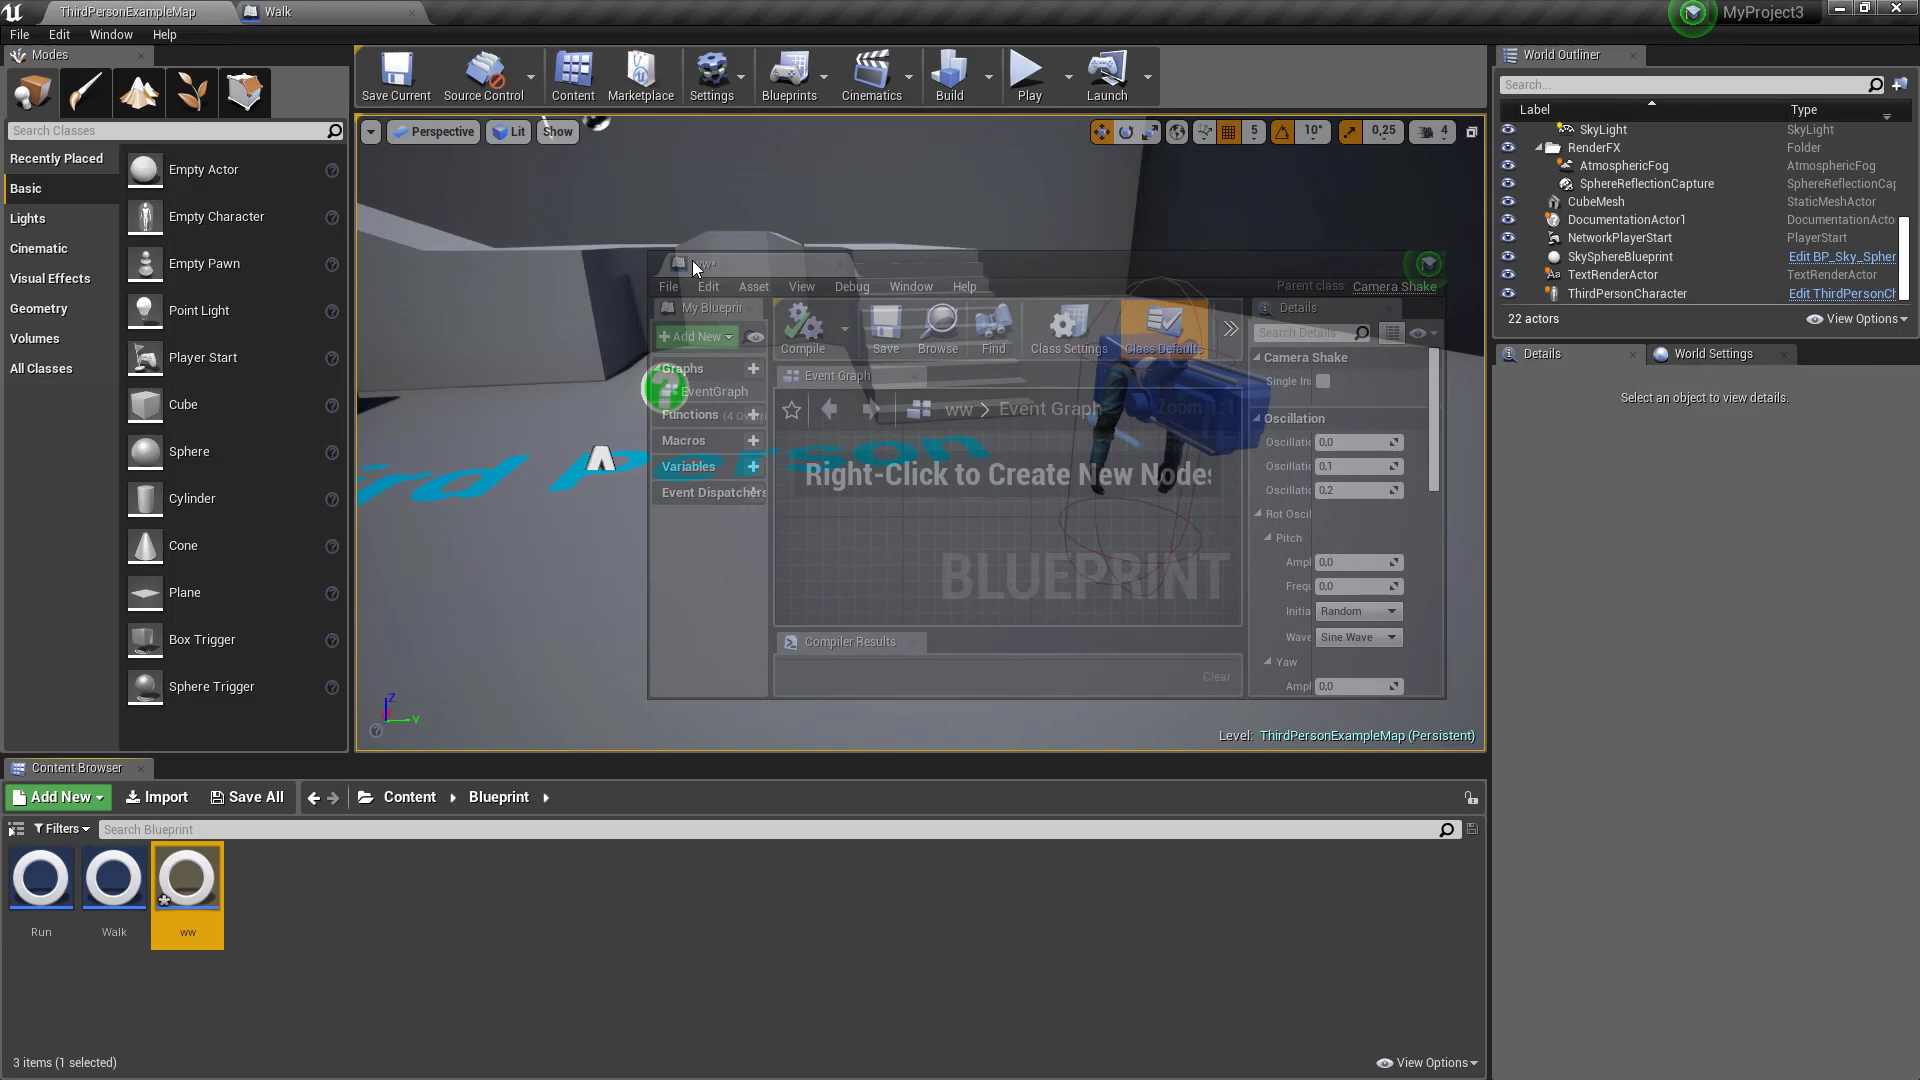 ThirdPersonExampleMap
Walk
MyProject3
File Edit Window Help
Modes
Search Classes
Recently Placed
Basic
Lights
Cinematic
Visual Effects
Geometry
Volumes
All Classes
Empty Actor
Empty Character
Empty Pawn
Point Light
Player Start
Cube
Sphere
Cylinder
Cone
Plane
Box Trigger
Sphere Trigger
Save Current
Source Control
Content
Marketplace
Settings
Blueprints
Cinematics
Build
Play
Launch
Perspective Lit Show
5 10° 0,25 4
ww*
File Edit Asset View Debug Window Help
Parent class: Camera Shake
My Blueprii
Add New
Graphs
EventGraph
Functions
Macros
Variables
Event Dispatchers
Compile
Save
Browse
Find
Class Settings
Class Defaults
Event Graph
ww > Event Graph
Zoom 1:1
Right-Click to Create New Nodes
BLUEPRINT
Compiler Results
Clear
Details
Search Details
Camera Shake
Single In
Oscillation
Oscillatio 0,0
Oscillatio 0,1
Oscillatio 0,2
Rot Oscil
Pitch
Ampl 0,0
Frequ 0,0
Initia Random
Wave Sine Wave
Yaw
Ampl 0,0
rd Person
Z
Y
Level: ThirdPersonExampleMap (Persistent)
World Outliner
Search...
Label Type
SkyLight SkyLight
RenderFX Folder
AtmosphericFog AtmosphericFog
SphereReflectionCapture SphereReflectionCap
CubeMesh StaticMeshActor
DocumentationActor1 DocumentationActo
NetworkPlayerStart PlayerStart
SkySphereBlueprint Edit BP_Sky_Spher
TextRenderActor TextRenderActor
ThirdPersonCharacter Edit ThirdPersonCh
22 actors
View Options
Details
World Settings
Select an object to view details.
Content Browser
Add New Import Save All Content Blueprint
Filters
Search Blueprint
Run
Walk
ww
3 items (1 selected)
View Options